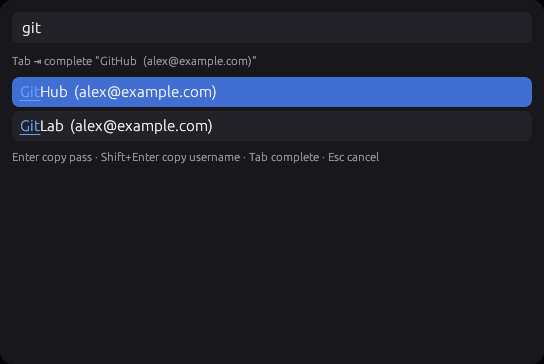 git
Tab ⇥ complete "GitHub  (alex@example.com)"
GitHub  (alex@example.com)
GitLab  (alex@example.com)
Enter copy pass · Shift+Enter copy username · Tab complete · Esc cancel